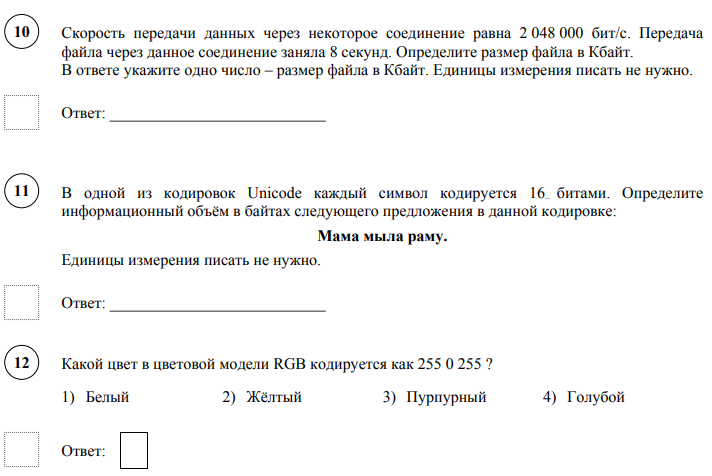 10
Скорость передачи данных через некоторое соединение равна 2 048 000 бит/с. Передача
файла через данное соединение заняла 8 секунд. Определите размер файла в Кбайт.
В ответе укажите одно число – размер файла в Кбайт. Единицы измерения писать не нужно.
Ответ: ___________________________
11
В одной из кодировок Unicode каждый символ кодируется 16 битами. Определите
информационный объём в байтах следующего предложения в данной кодировке:
Мама мыла раму.
Единицы измерения писать не нужно.
Ответ: ___________________________
12
Какой цвет в цветовой модели RGB кодируется как 255 0 255 ?
1) Белый 2) Жёлтый 3) Пурпурный 4) Голубой
Ответ: